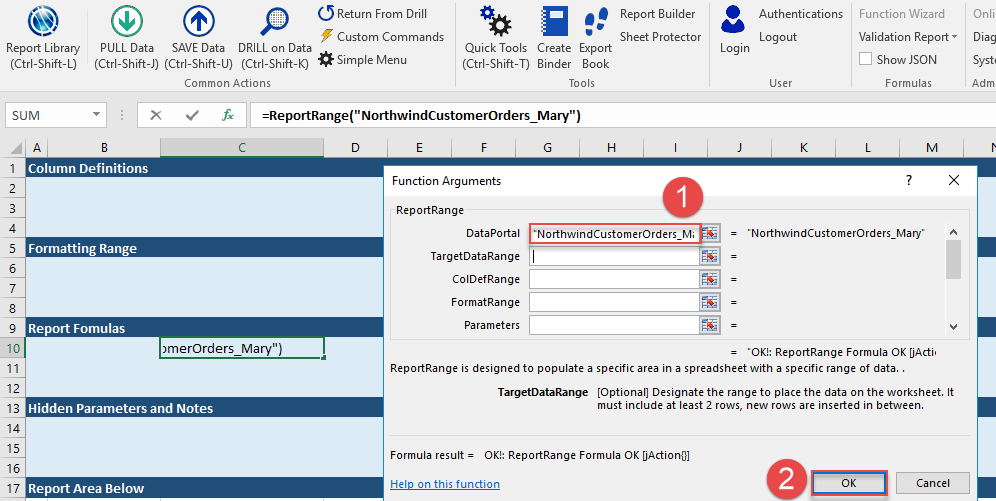 Report Library
(Ctrl-Shift-L)
PULL Data
(Ctrl-Shift-J)
SAVE Data
(Ctrl-Shift-U)
DRILL on Data
(Ctrl-Shift-K)
Return From Drill
Custom Commands
Simple Menu
Common Actions
Quick Tools
(Ctrl-Shift-T)
Create
Binder
Export
Book
Report Builder
Sheet Protector
Tools
Login
Authentications
Logout
User
Function Wizard
Validation Report
Show JSON
Formulas
Onli
Diag
Syst
Adm
SUM
fx
=ReportRange("NorthwindCustomerOrders_Mary")
A B C D E F G H I J K L M N
1 Column Definitions
2
3
4
5 Formatting Range
6
7
8
9 Report Fomulas
10 omerOrders_Mary")
11
12
13 Hidden Parameters and Notes
14
15
16
17 Report Area Below
Function Arguments ?
1
ReportRange
DataPortal "NorthwindCustomerOrders_Ma = "NorthwindCustomerOrders_Mary"
TargetDataRange =
ColDefRange =
FormatRange =
Parameters =
= "OK!: ReportRange Formula OK [jActio
ReportRange is designed to populate a specific area in a spreadsheet with a specific range of data. .
TargetDataRange [Optional] Designate the range to place the data on the worksheet. It
must include at least 2 rows, new rows are inserted in between.
Formula result = OK!: ReportRange Formula OK [jAction{}]
Help on this function
2
OK
Cancel